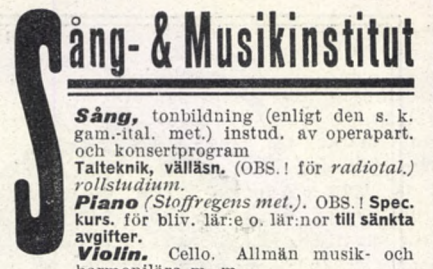 Sång- & Musikinstitut
Sång, tonbildning (enligt den s. k.
gam.-ital. met.) instud. av operapart.
och konsertprogram
Talteknik, välläsn. (OBS.! för radiotal.)
rollstudium.
Piano (Stoffregens met.). OBS.! Spec.
kurs. för bliv. lär:e o. lär:nor till sänkta
avgifter.
Violin. Cello. Allmän musik- och